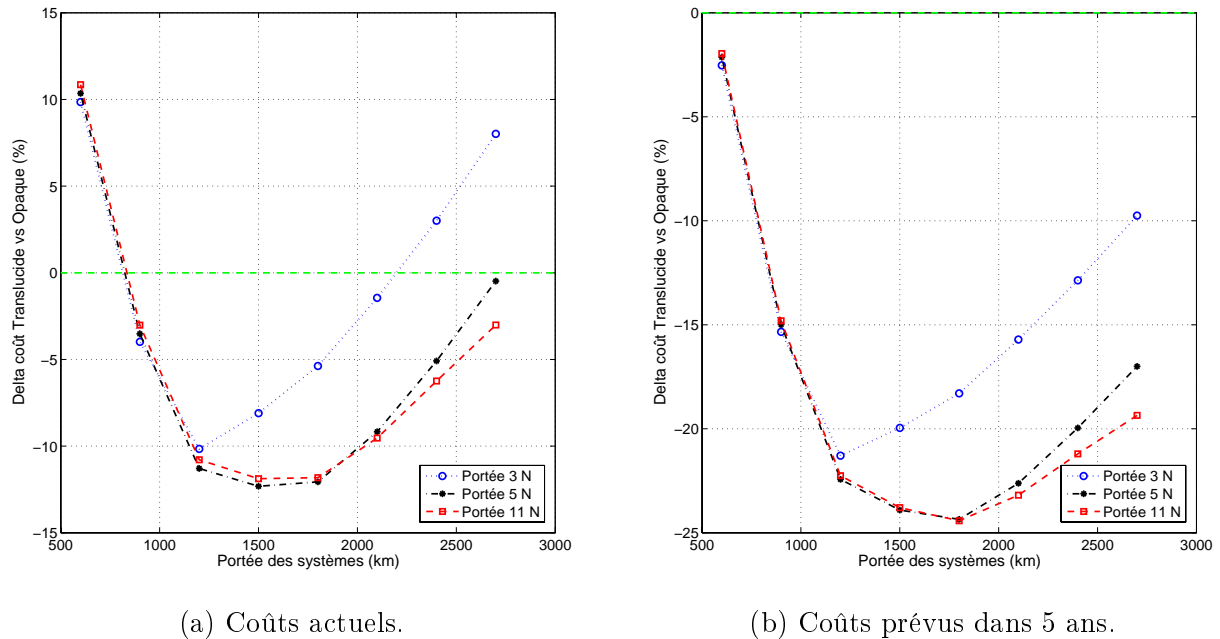 15
10
5
0
−5
−10
−15
500
1000
1500
2000
2500
3000
Portée des systèmes (km)
Delta coût Translucide vs Opaque (%)
Portée 3 N
Portée 5 N
Portée 11 N
(a) Coûts actuels.
0
−5
−10
−15
−20
−25
500
1000
1500
2000
2500
3000
Portée des systèmes (km)
Delta coût Translucide vs Opaque (%)
Portée 3 N
Portée 5 N
Portée 11 N
(b) Coûts prévus dans 5 ans.